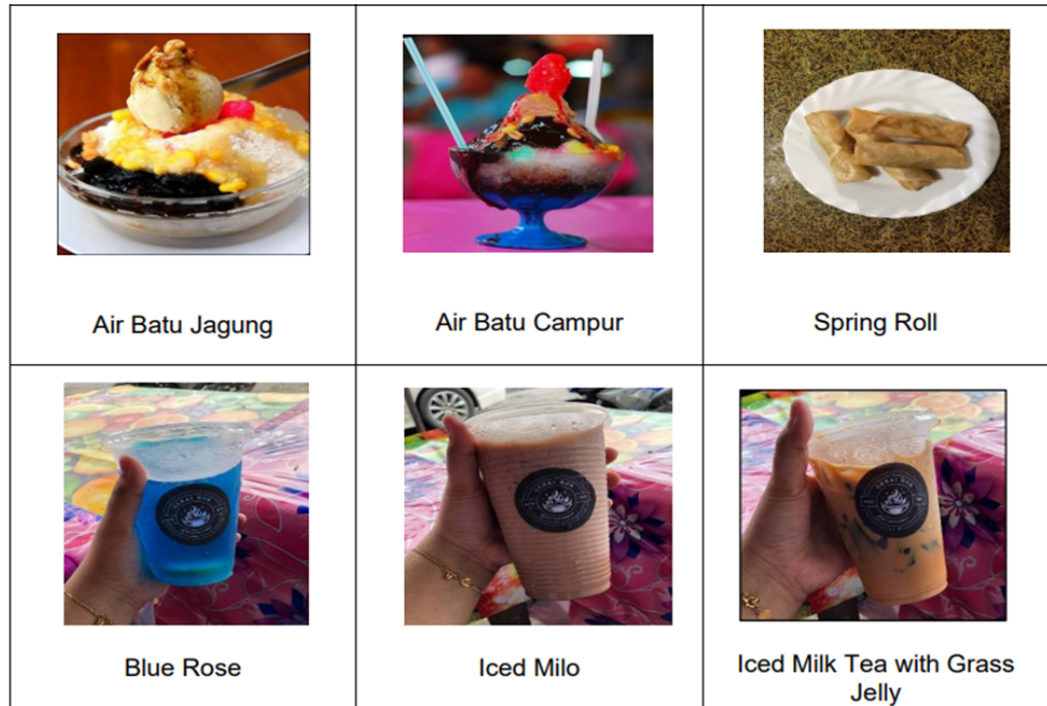 Air Batu Jagung
Air Batu Campur
Spring Roll
Blue Rose
Iced Milo
Iced Milk Tea with Grass
Jelly